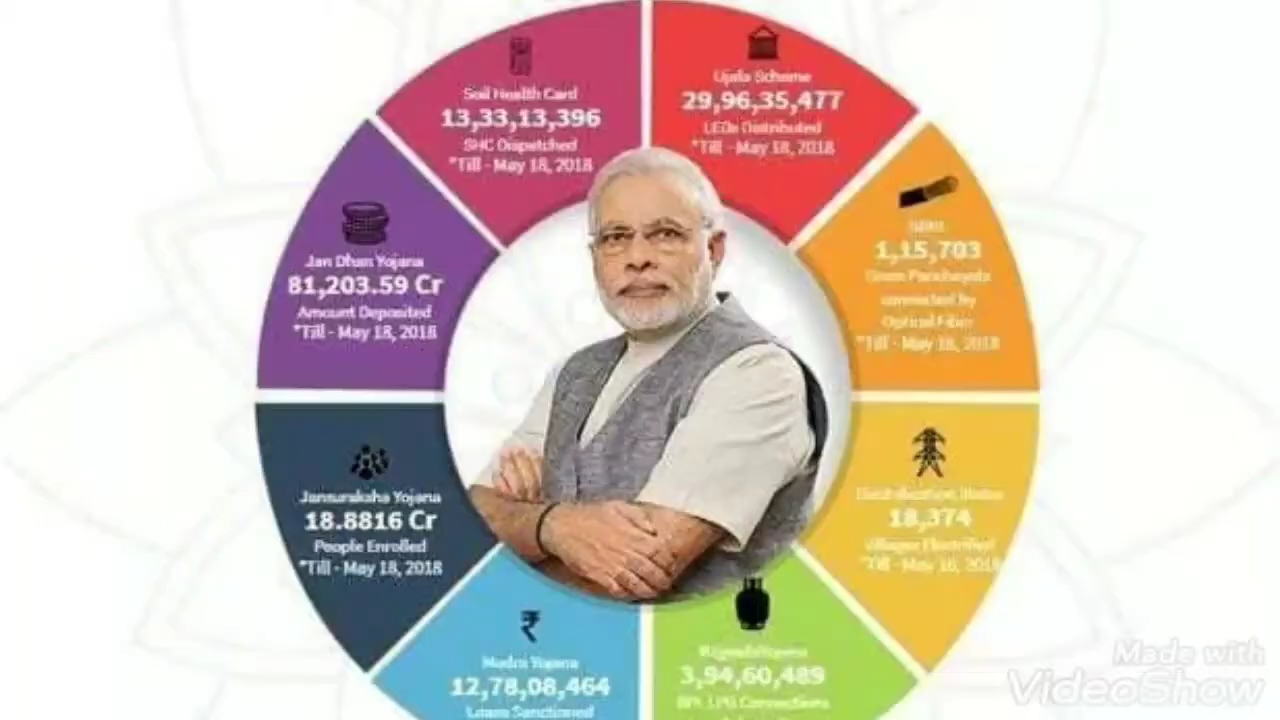 Soil Health Card
13,33,13,396
SHC Dispatched
*Till - May 18, 2018
Ujala Scheme
29,96,35,477
LEDs Distributed
*Till - May 18, 2018
1,15,703
Gram Panchayats
connected by
Optical Fiber
*Till - May 18, 2018
18,374
Villages Electrified
*Till - May 18, 2018
3,94,60,489
BPL LPG Connections
Mudra Yojana
12,78,08,464
Loans Sanctioned
Jansuraksha Yojana
18.8816 Cr
People Enrolled
*Till - May 18, 2018
Jan Dhan Yojana
81,203.59 Cr
Amount Deposited
*Till - May 18, 2018
Made with
VideoShow